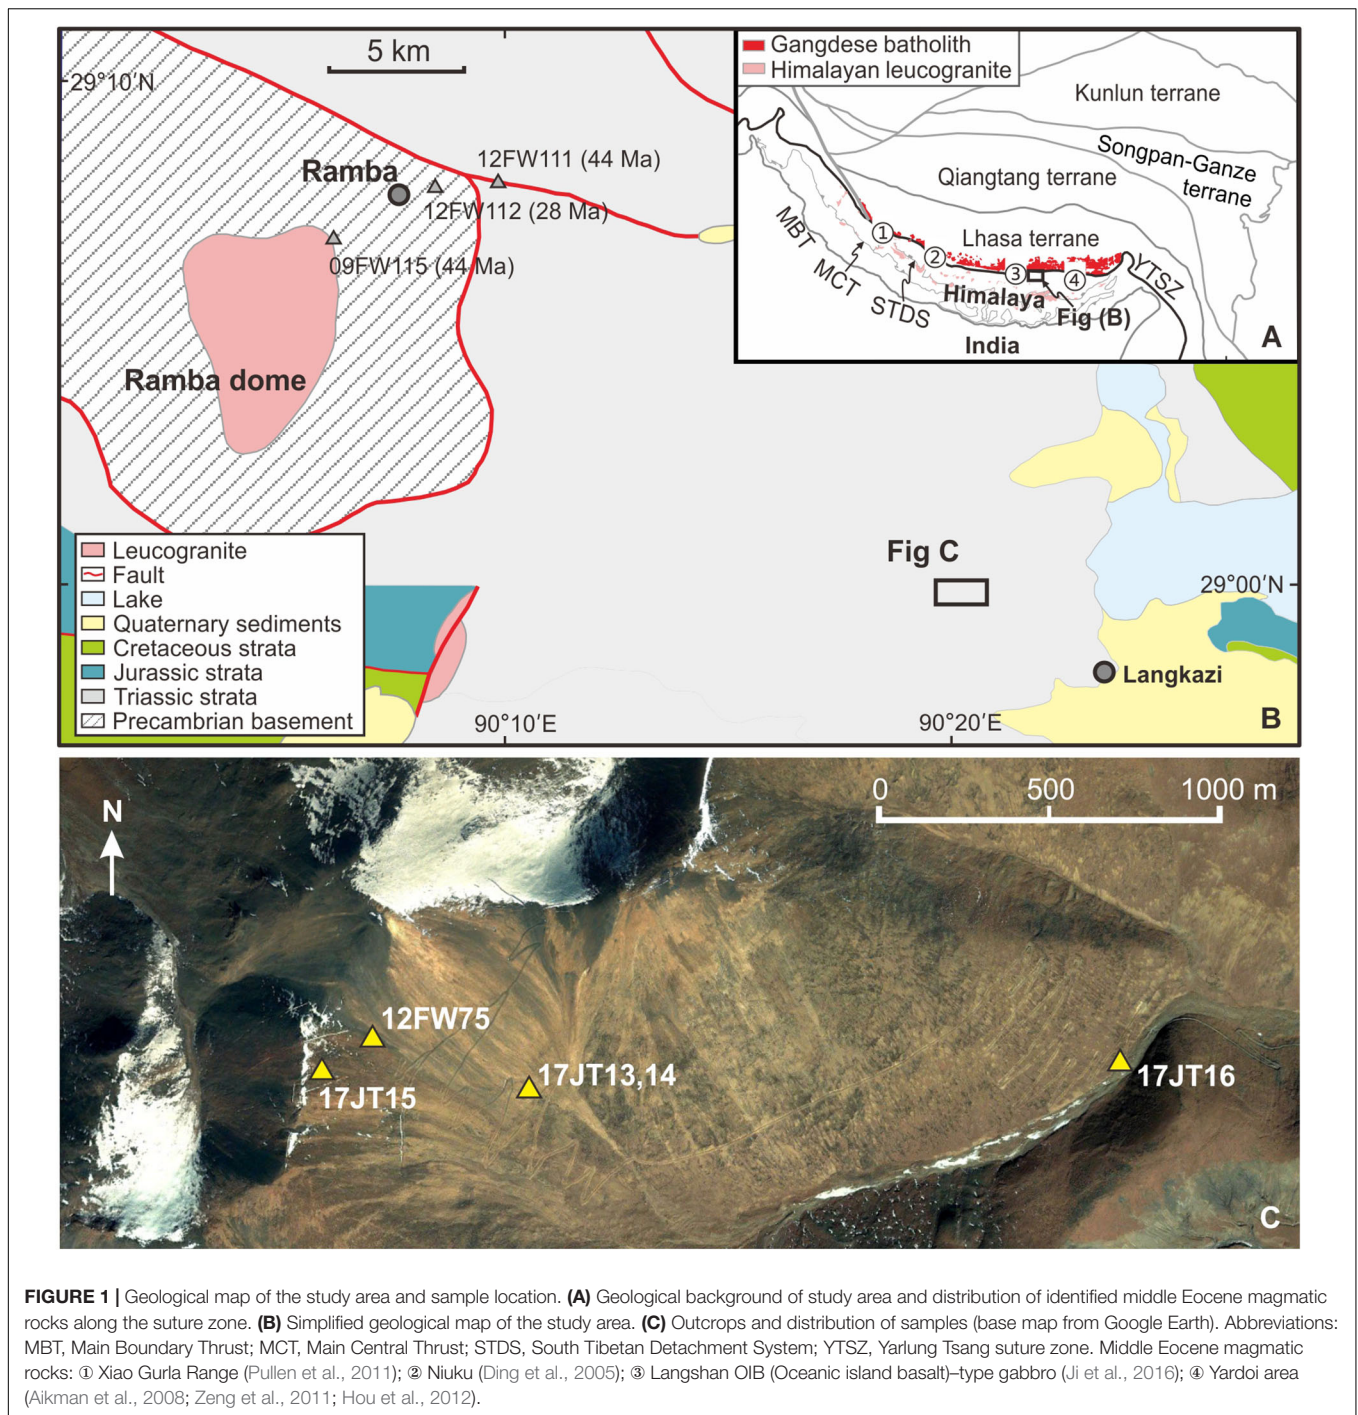 5 km
29°10′N
Ramba
12FW111 (44 Ma)
12FW112 (28 Ma)
09FW115 (44 Ma)
Ramba dome
Gangdese batholith
Himalayan leucogranite
Kunlun terrane
Songpan-Ganze
terrane
Qiangtang terrane
Lhasa terrane
MBT
MCT
STDS
① ② ③ ④
YTSZ
Himalaya
Fig (B)
India
A
Leucogranite
Fault
Lake
Quaternary sediments
Cretaceous strata
Jurassic strata
Triassic strata
Precambrian basement
Fig C
29°00′N
Langkazi
90°10′E
90°20′E
B
N
0 500 1000 m
12FW75
17JT15
17JT13,14
17JT16
C
FIGURE 1 | Geological map of the study area and sample location. (A) Geological background of study area and distribution of identified middle Eocene magmatic
rocks along the suture zone. (B) Simplified geological map of the study area. (C) Outcrops and distribution of samples (base map from Google Earth). Abbreviations:
MBT, Main Boundary Thrust; MCT, Main Central Thrust; STDS, South Tibetan Detachment System; YTSZ, Yarlung Tsang suture zone. Middle Eocene magmatic
rocks: ① Xiao Gurla Range (Pullen et al., 2011); ② Niuku (Ding et al., 2005); ③ Langshan OIB (Oceanic island basalt)–type gabbro (Ji et al., 2016); ④ Yardoi area
(Aikman et al., 2008; Zeng et al., 2011; Hou et al., 2012).